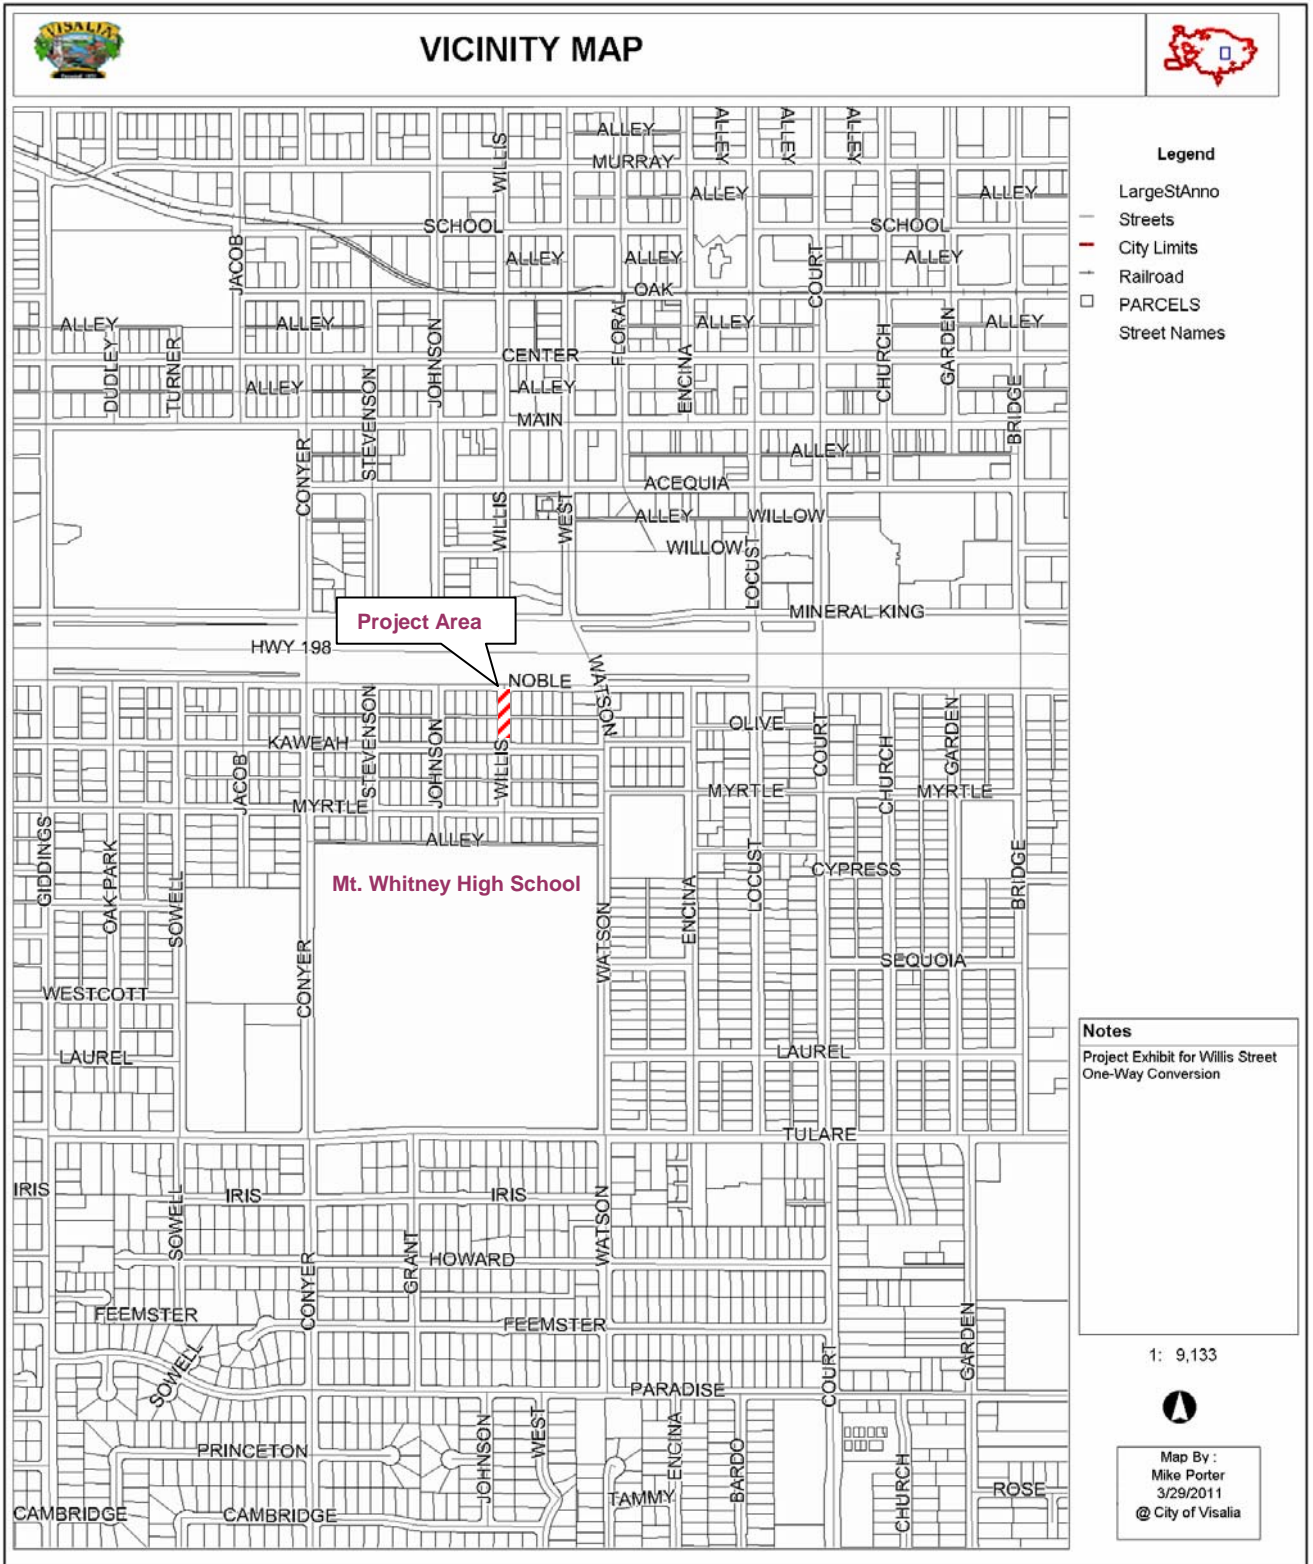 VISALIA
VICINITY MAP
Legend
LargeStAnno
Streets
City Limits
Railroad
PARCELS
Street Names
ALLEY
ALLEY
ALLEY
ALLEY
MURRAY
WILLIS
ALLEY
ALLEY
SCHOOL
SCHOOL
JACOB
ALLEY
ALLEY
COURT
ALLEY
OAK
ALLEY
ALLEY
JOHNSON
FLORAL
ALLEY
CHURCH
GARDEN
ALLEY
DUDLEY
TURNER
CENTER
ENCINA
ALLEY
STEVENSON
ALLEY
BRIDGE
MAIN
CONYER
ALLEY
ACEQUIA
WILLIS
WEST
ALLEY
WILLOW
WILLOW
LOCUST
MINERAL KING
Project Area
HWY 198
NOBLE
WATSON
STEVENSON
JOHNSON
OLIVE
COURT
GARDEN
KAWEAH
WILLIS
CHURCH
JACOB
MYRTLE
MYRTLE
MYRTLE
ALLEY
GIDDINGS
OAK PARK
SOWELL
Mt. Whitney High School
LOCUST
CYPRESS
BRIDGE
ENCINA
CONYER
WATSON
SEQUOIA
WESTCOTT
LAUREL
LAUREL
TULARE
IRIS
IRIS
IRIS
SOWELL
WATSON
CONYER
GRANT
HOWARD
FEEMSTER
FEEMSTER
GARDEN
SOWELL
COURT
PARADISE
PRINCETON
JOHNSON
WEST
ENCINA
BARDO
CHURCH
TAMMY
ROSE
CAMBRIDGE
CAMBRIDGE
Notes
Project Exhibit for Willis Street
One-Way Conversion
1: 9,133
Map By :
Mike Porter
3/29/2011
@ City of Visalia